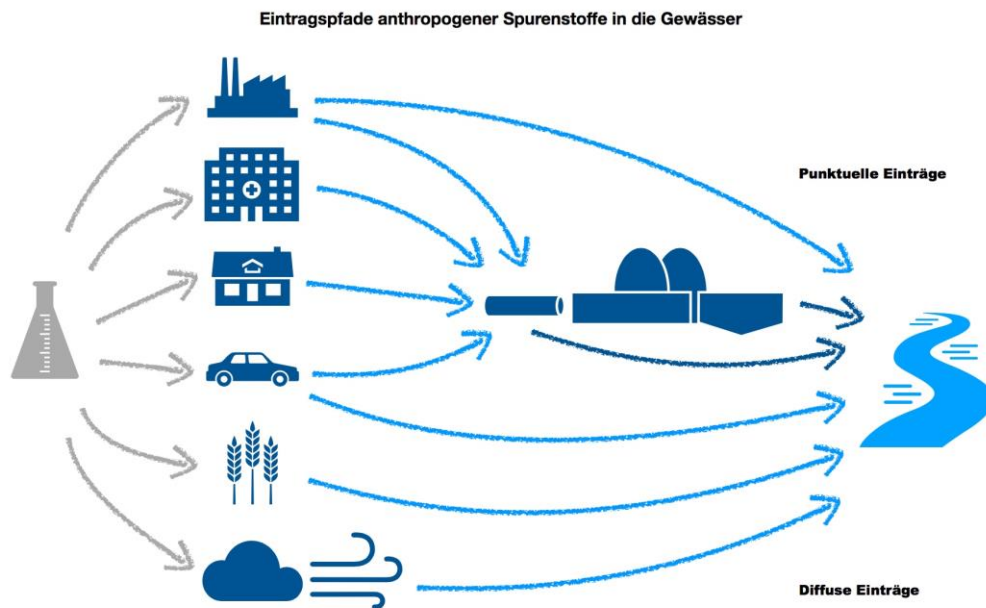 Eintragspfade anthropogener Spurenstoffe in die Gewässer
Punktuelle Einträge
Diffuse Einträge